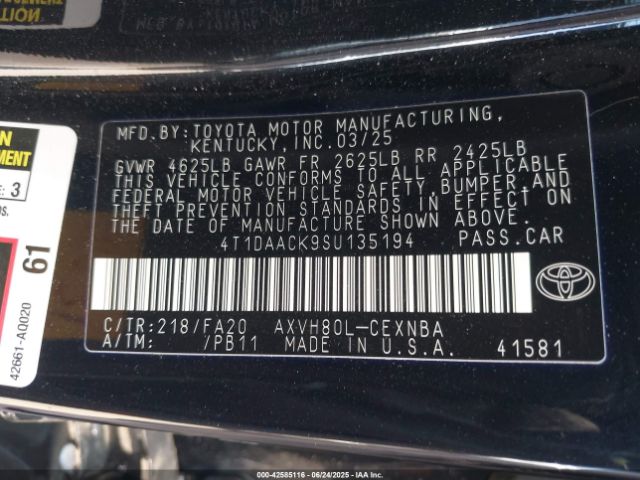 MFD.BY:TOYOTA MOTOR MANUFACTURING,
KENTUCKY, INC.03/25
GVWR 4625LB GAWR FR 2625LB RR 2425LB
THIS VEHICLE CONFORMS TO ALL APPLICABLE
FEDERAL MOTOR VEHICLE SAFETY,BUMPER,AND
THEFT PREVENTION STANDARDS IN EFFECT ON
THE DATE OF MANUFACTURE SHOWN ABOVE.
4T1DAACK9SU135194 PASS.CAR
C/TR:218/FA20 AXVH80L-CEXNBA
A/TM: /PB11 MADE IN U.S.A. 41581
3
61
42661-A0020
000-42585116 - 06/24/2025 - IAAI.COM